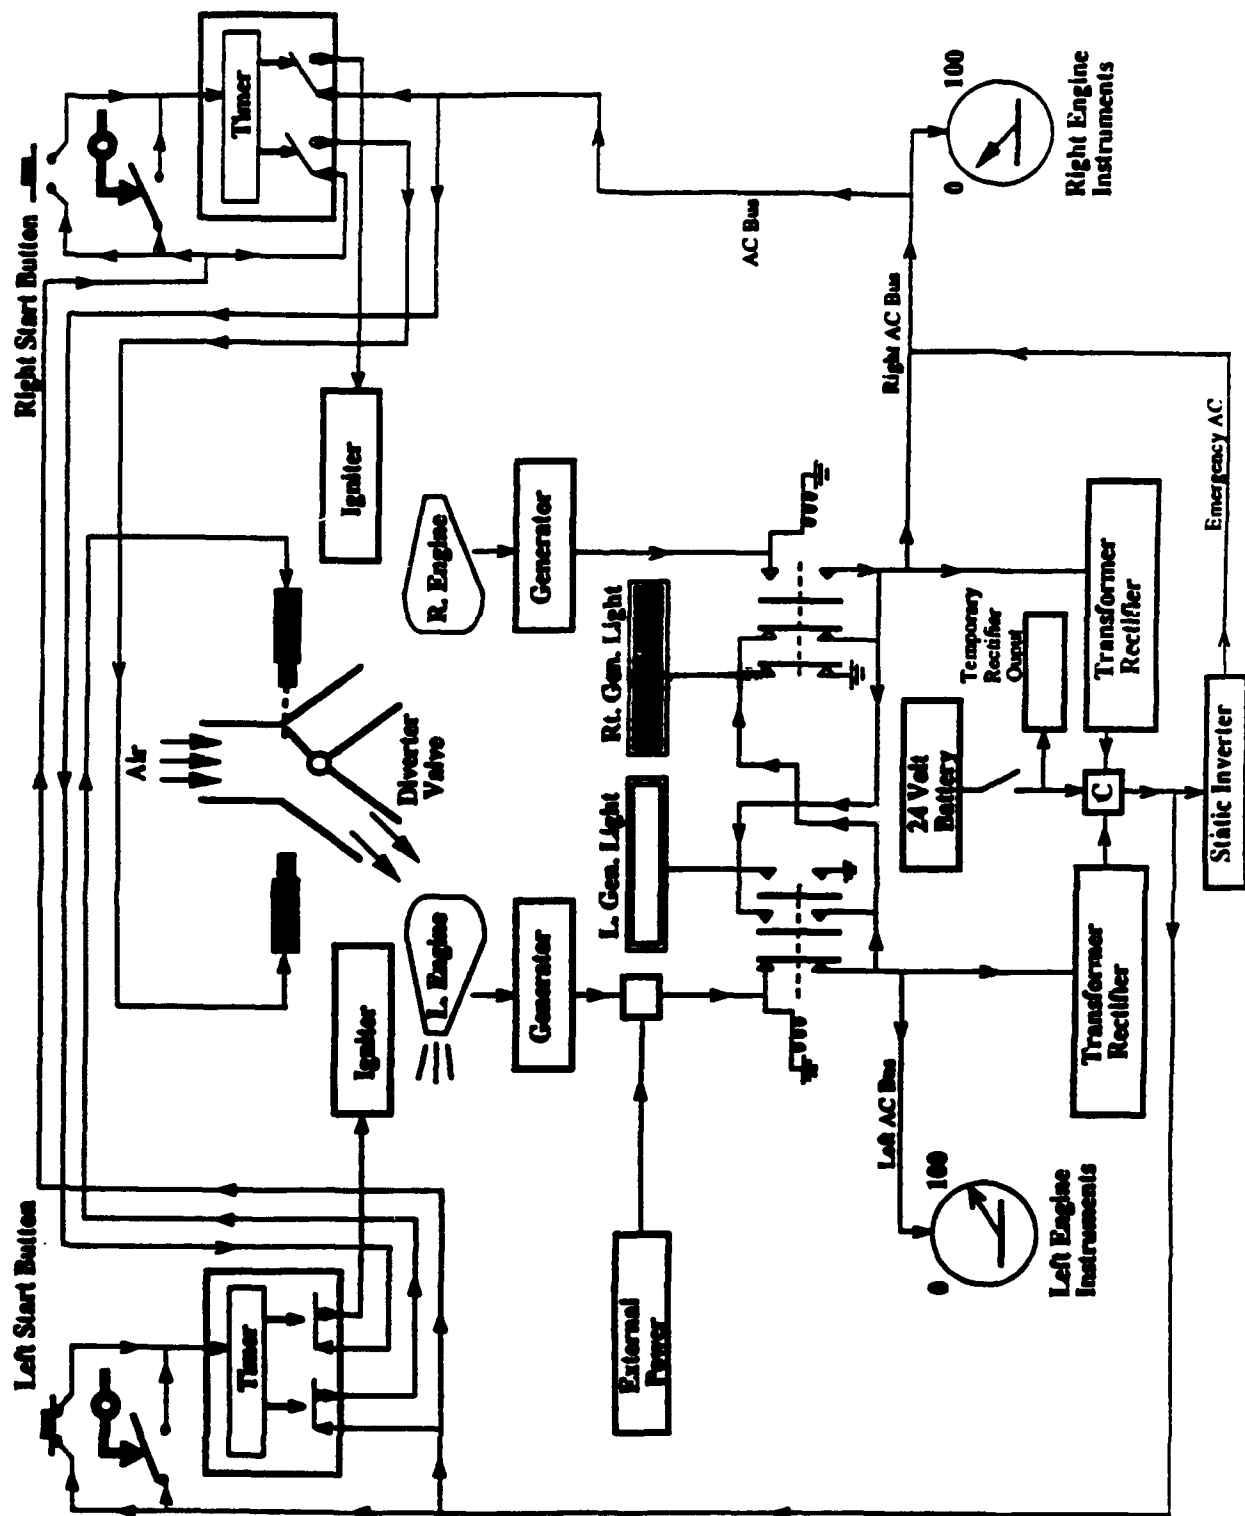 Left Start Button
Right Start Button
Timer
Timer
Air
Diverter
Valve
Igniter
Igniter
L. Engine
R. Engine
Generator
Generator
External
Power
L. Gen. Light
Rt. Gen. Light
Left AC Bus
Right AC Bus
AC Bus
0
100
Left Engine
Instruments
0
100
Right Engine
Instruments
24 Volt
Battery
Temporary
Rectifier
Ouput
Transformer
Rectifier
C
Transformer
Rectifier
Static Inverter
Emergency AC